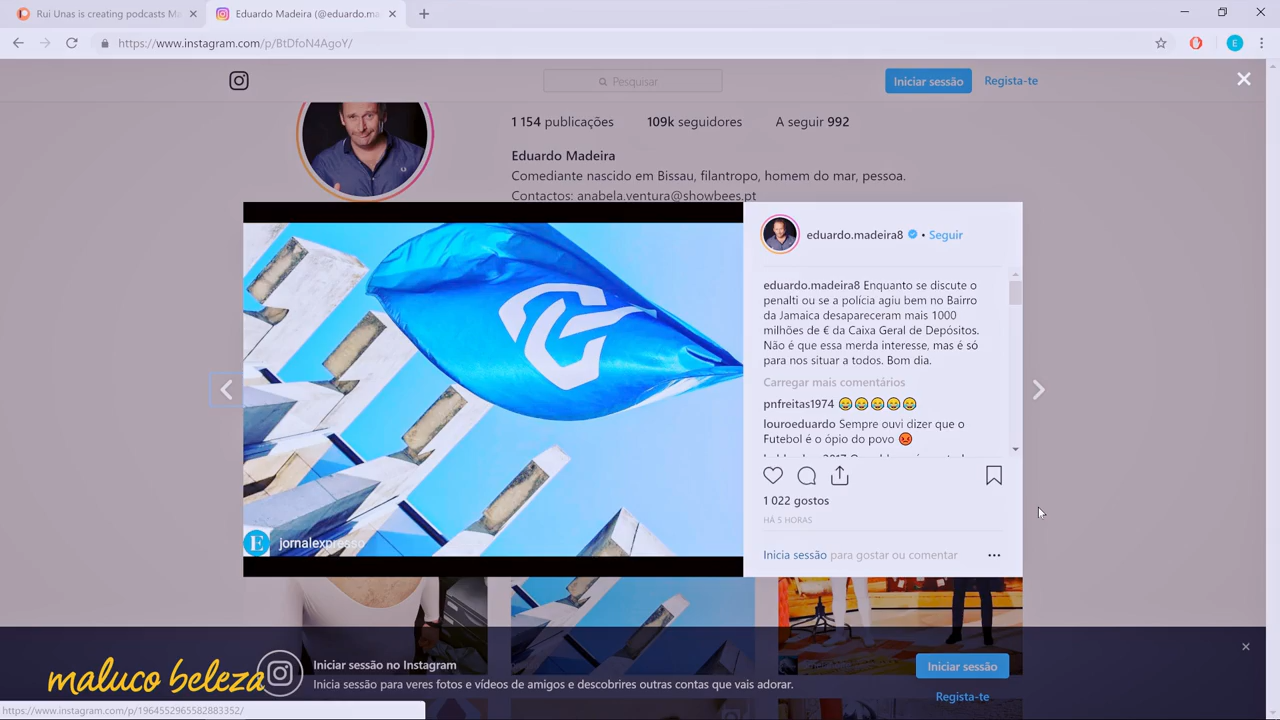 Rui Unas is creating podcasts Ma
Eduardo Madeira (@eduardo.ma
https://www.instagram.com/p/BtDfoN4AgoY/
E
Pesquisar
Iniciar sessão
Regista-te
1 154 publicações
109k seguidores
A seguir 992
Eduardo Madeira
Comediante nascido em Bissau, filantropo, homem do mar, pessoa.
Contactos: anabela.ventura@showbees.pt
eduardo.madeira8 • Seguir
eduardo.madeira8 Enquanto se discute o
penalti ou se a polícia agiu bem no Bairro
da Jamaica desapareceram mais 1000
milhões de € da Caixa Geral de Depósitos.
Não é que essa merda interesse, mas é só
para nos situar a todos. Bom dia.
Carregar mais comentários
pnfreitas1974 😂😂😂😂😂
louroeduardo Sempre ouvi dizer que o
Futebol é o ópio do povo 😡
1 022 gostos
HÁ 5 HORAS
Inicia sessão para gostar ou comentar
E jornalexpresso
maluco beleza
Iniciar sessão no Instagram
Inicia sessão para veres fotos e vídeos de amigos e descobrires outras contas que vais adorar.
Iniciar sessão
Regista-te
https://www.instagram.com/p/1964552965582883352/